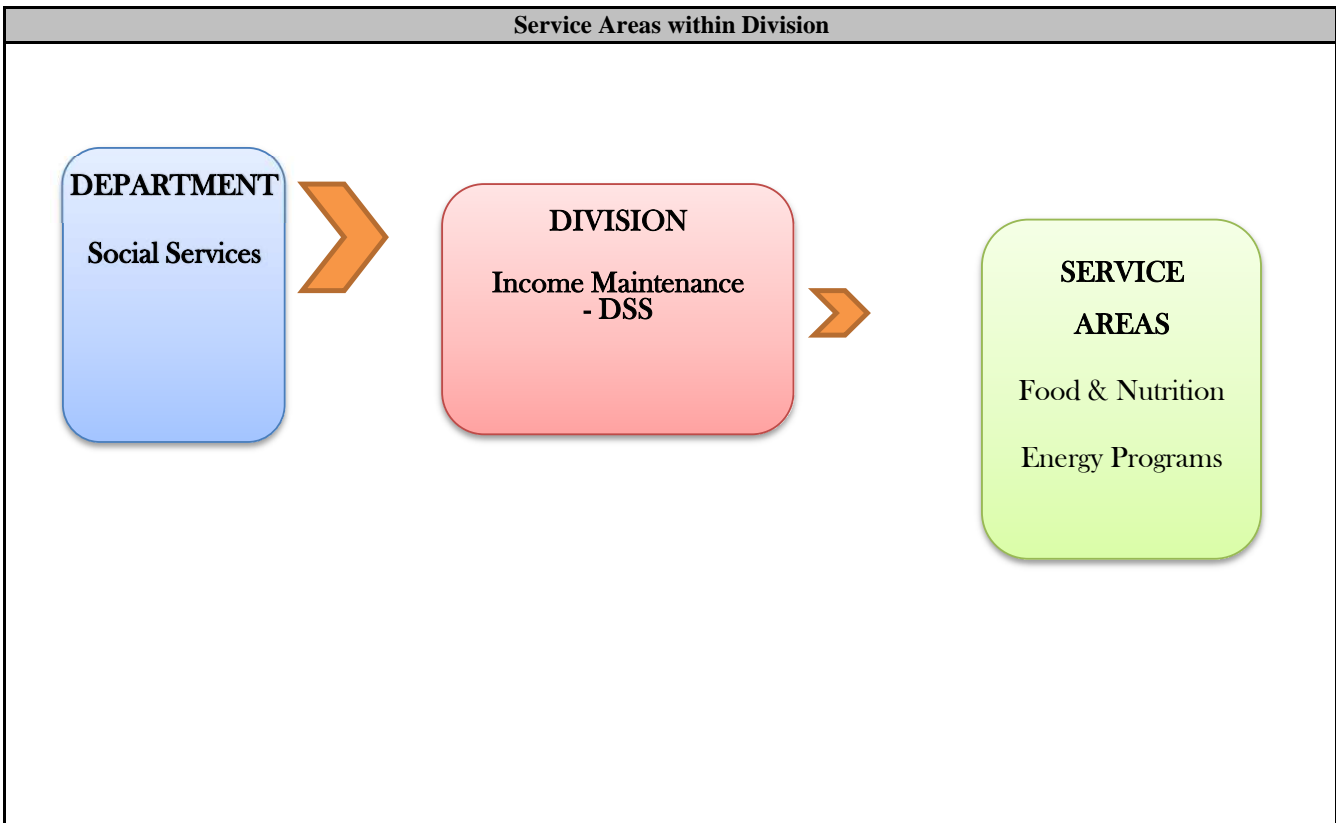 Service Areas within Division
DEPARTMENT
Social Services
DIVISION
Income Maintenance
- DSS
SERVICE
AREAS
Food & Nutrition
Energy Programs